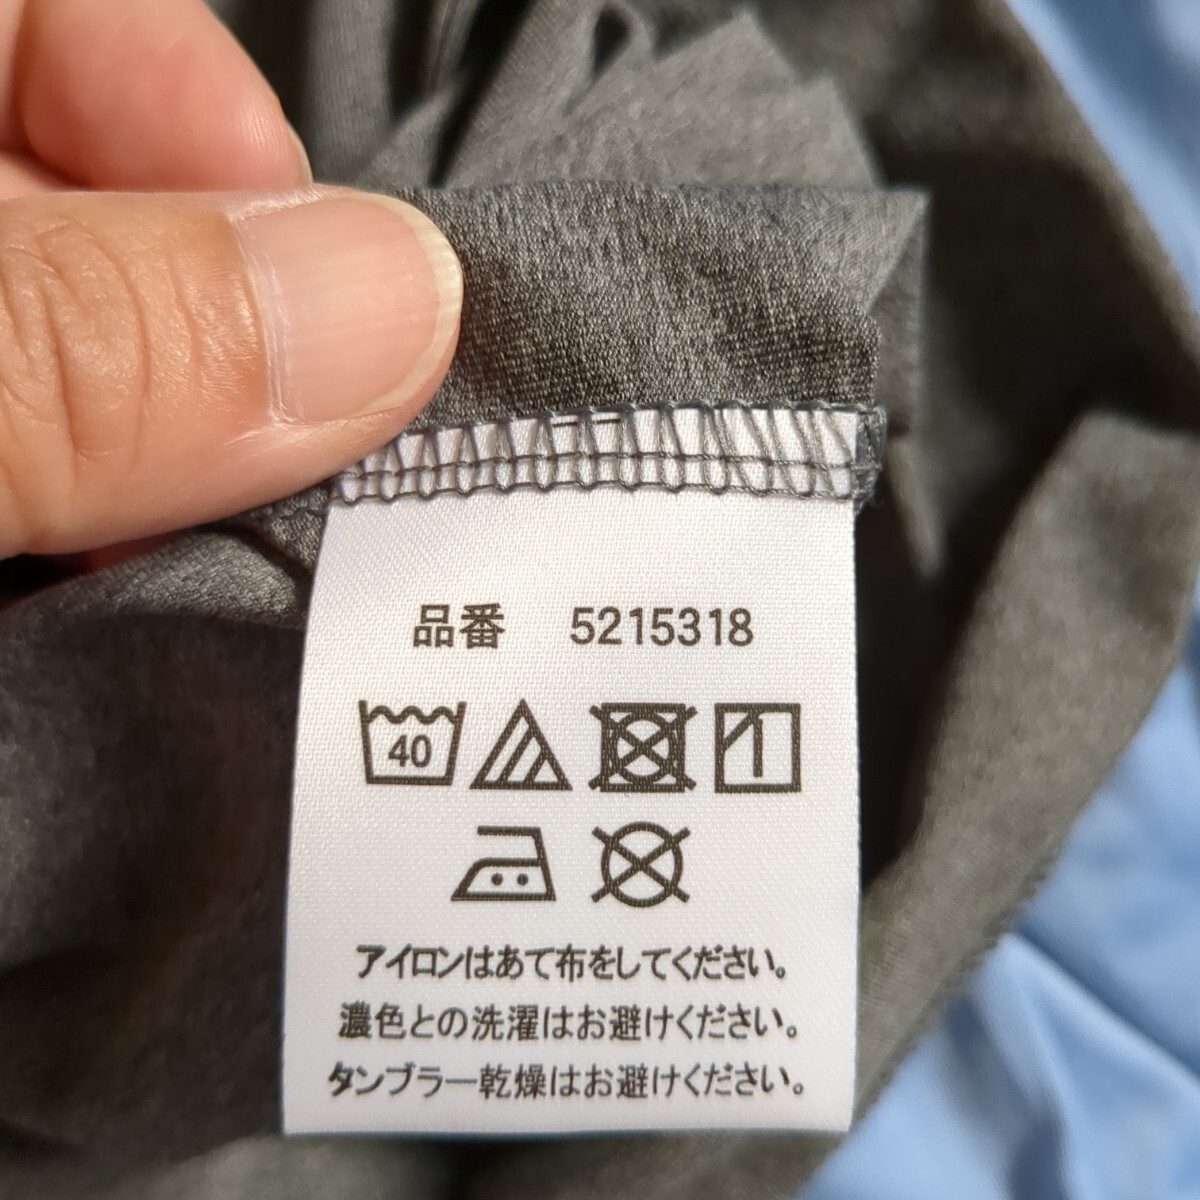 品番 5215318
40
アイロンはあて布をしてください。
濃色との洗濯はお避けください。
タンブラー乾燥はお避けください。